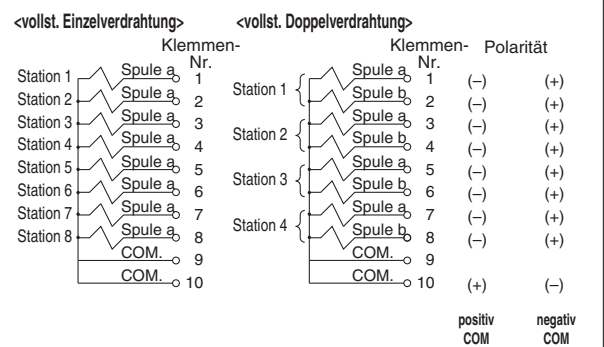 <vollst. Einzelverdrahtung> <vollst. Doppelverdrahtung>
Klemmen-Nr. Klemmen-Nr. Polarität
Station 1 Spule a 1 Station 1 Spule a 1 (–) (+)
Station 2 Spule a 2 Spule b 2 (–) (+)
Station 3 Spule a 3 Station 2 Spule a 3 (–) (+)
Station 4 Spule a 4 Spule b 4 (–) (+)
Station 5 Spule a 5 Station 3 Spule a 5 (–) (+)
Station 6 Spule a 6 Spule b 6 (–) (+)
Station 7 Spule a 7 Station 4 Spule a 7 (–) (+)
Station 8 Spule a 8 Spule b 8 (–) (+)
COM. 9 COM. 9
COM. 10 COM. 10 (+) (–)
positiv negativ
COM COM